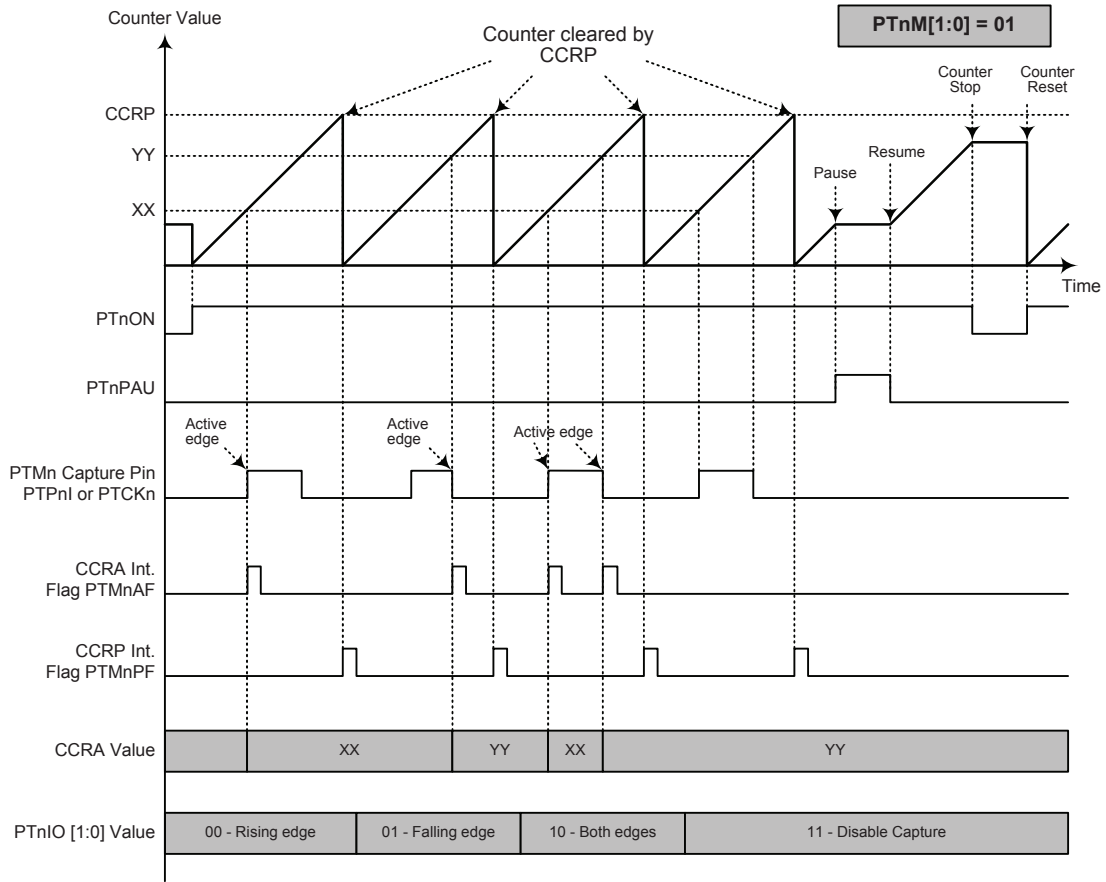 Counter Value
PTnM[1:0] = 01
Counter cleared by
CCRP
Counter
Stop
Counter
Reset
CCRP
YY
XX
Pause
Resume
Time
PTnON
PTnPAU
Active
edge
Active
edge
Active edge
PTMn Capture Pin
PTPnI or PTCKn
CCRA Int.
Flag PTMnAF
CCRP Int.
Flag PTMnPF
CCRA Value
XX
YY
XX
YY
PTnIO [1:0] Value
00 - Rising edge
01 - Falling edge
10 - Both edges
11 - Disable Capture